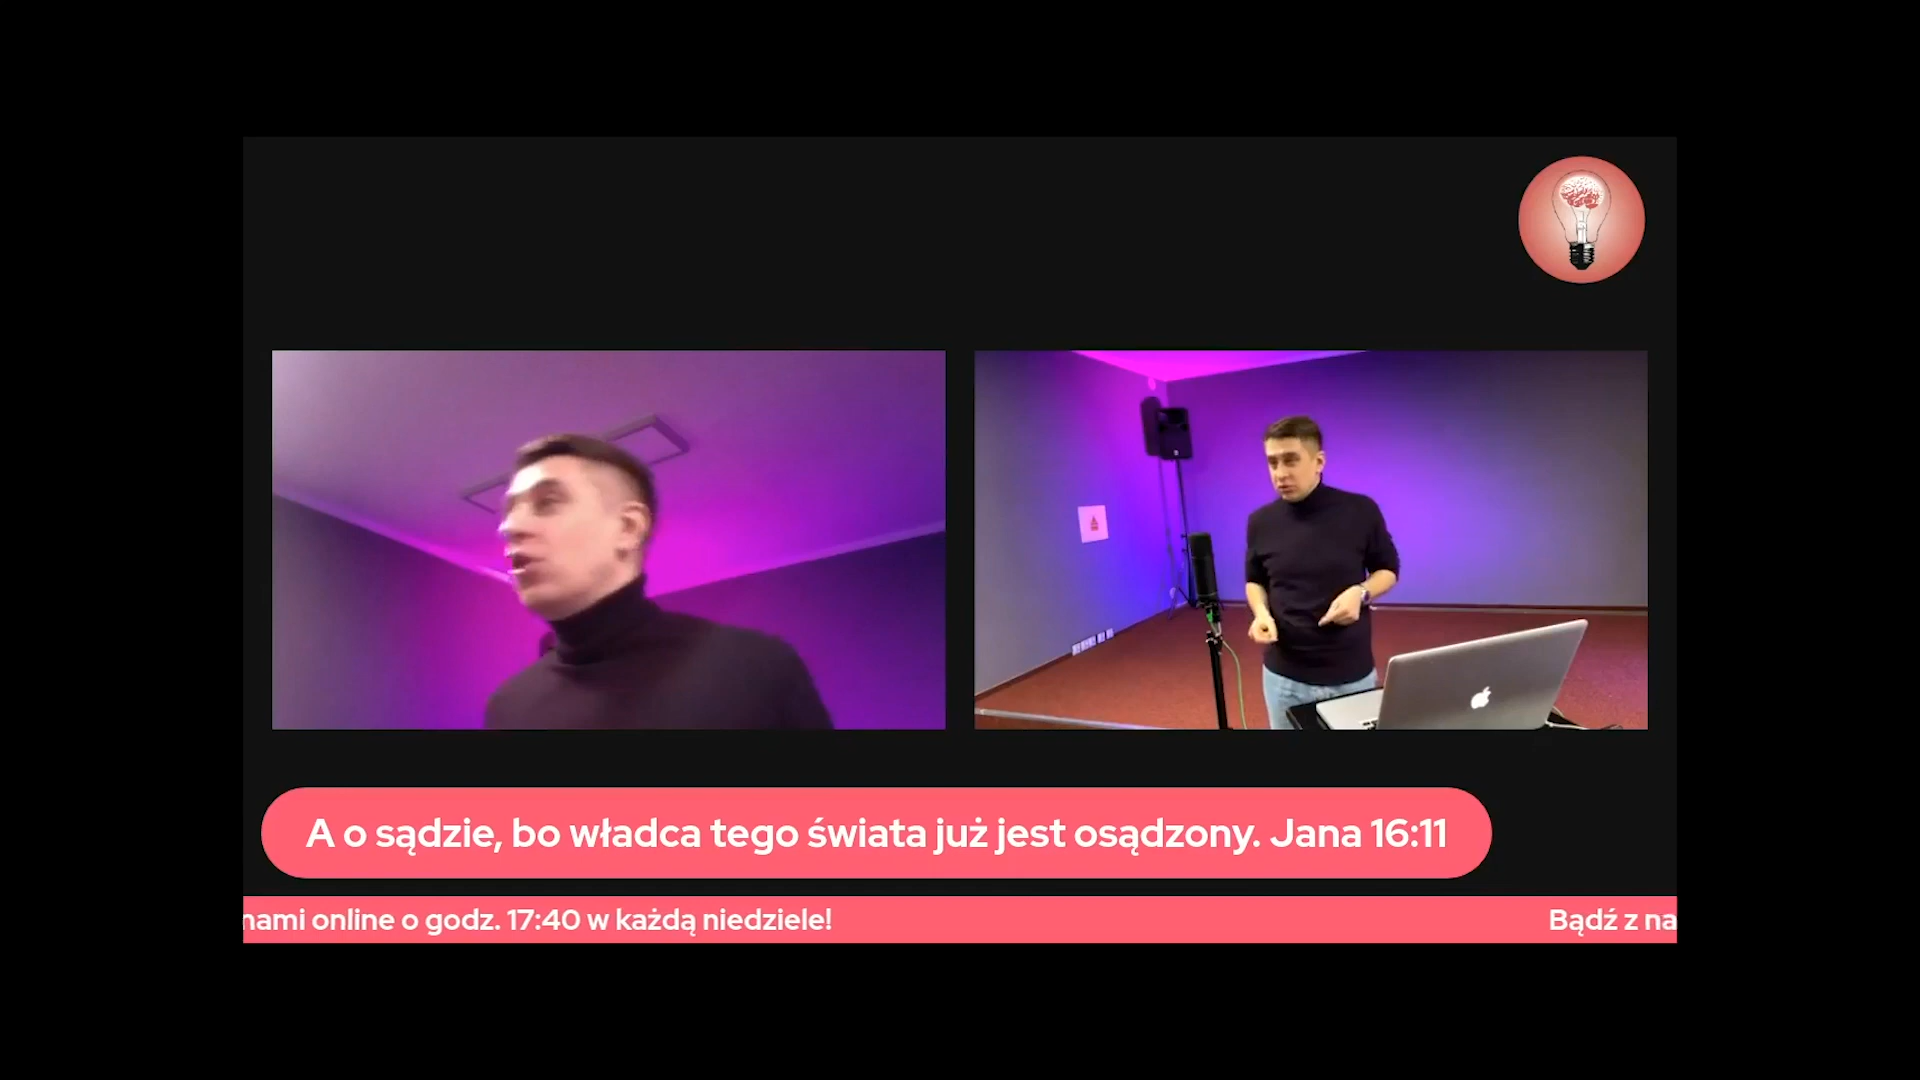 A o sądzie, bo władca tego świata już jest osądzony. Jana 16:11
nami online o godz. 17:40 w każdą niedziele! Bądź z na